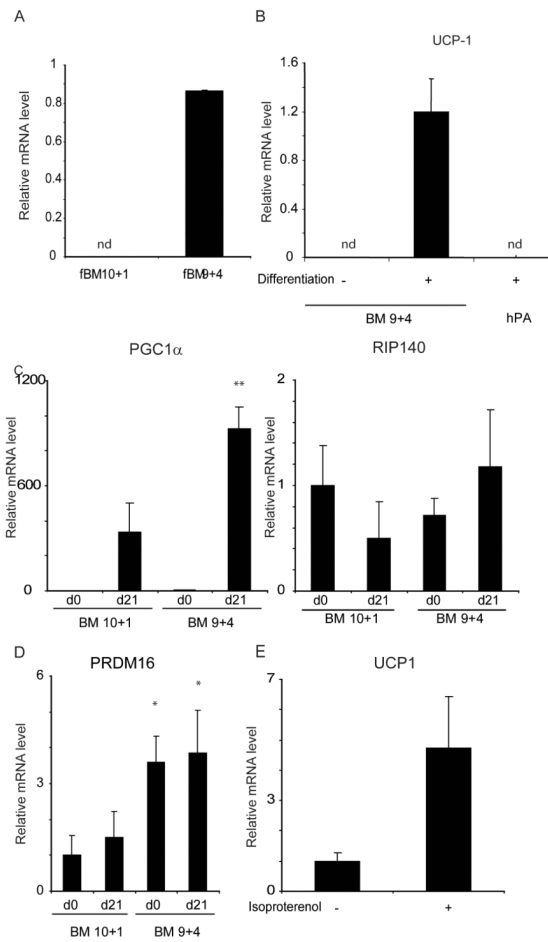 A
Relative mRNA level
1
0.8
0.6
0.4
0.2
0
nd
fBM10+1
fBM9+4
B
UCP-1
Relative mRNA level
1.6
1.2
0.8
0.4
0
nd
nd
Differentiation - + +
BM 9+4
hPA
C
PGC1α
Relative mRNA level
1200
600
0
**
d0 d21 d0 d21
BM 10+1 BM 9+4
RIP140
Relative mRNA level
2
1
0
d0 d21 d0 d21
BM 10+1 BM 9+4
D
PRDM16
Relative mRNA level
6
3
0
* *
d0 d21 d0 d21
BM 10+1 BM 9+4
E
UCP1
Relative mRNA level
7
3
0
Isoproterenol - +